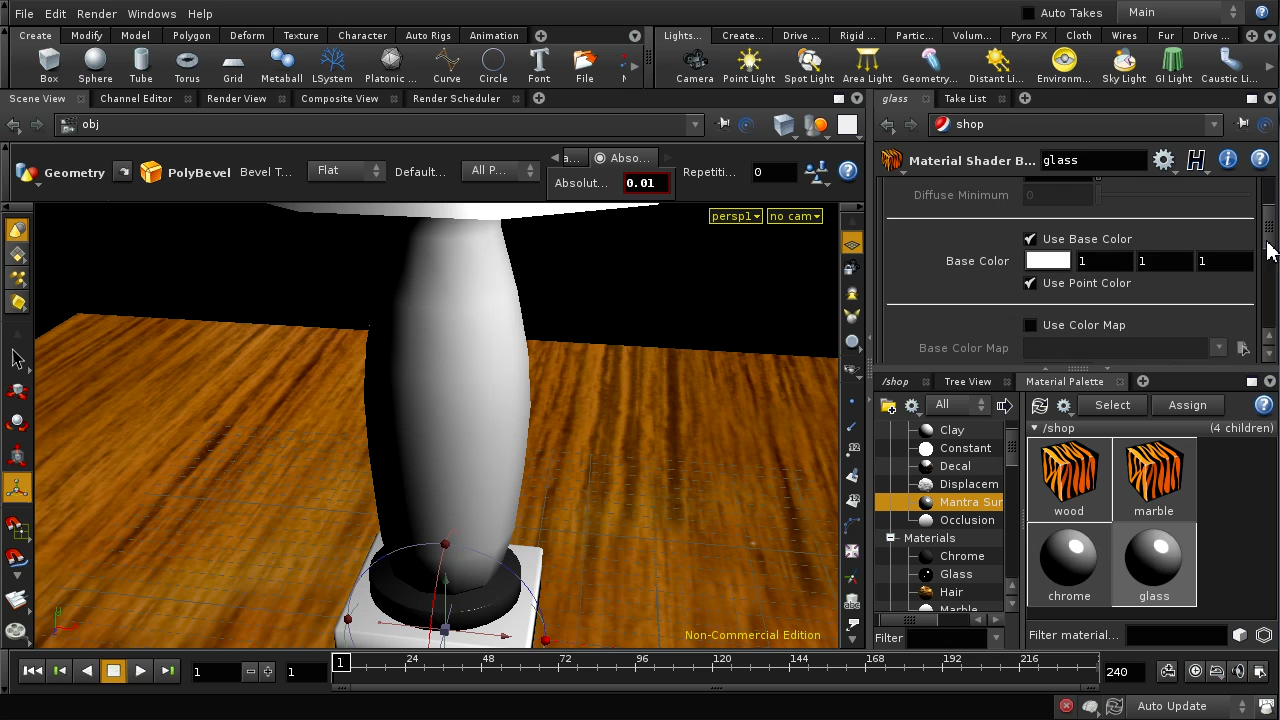 File Edit Render Windows Help
Auto Takes Main
Create Modify Model Polygon Deform Texture Character Auto Rigs Animation
Lights... Create... Drive ... Rigid ... Partic... Volum... Pyro FX Cloth Wires Fur Drive ...
Box Sphere Tube Torus Grid Metaball LSystem Platonic ... Curve Circle Font File
Camera Point Light Spot Light Area Light Geometry... Distant Li... Environm... Sky Light GI Light Caustic Li...
Scene View Channel Editor Render View Composite View Render Scheduler
glass Take List
obj
shop
a... Abso...
Geometry PolyBevel Bevel T... Flat Default... All P... Absolut... 0.01 Repetiti... 0
Material Shader B... glass
Diffuse Minimum 0
persp1 no cam
Use Base Color
Base Color 1 1 1
Use Point Color
Use Color Map
Base Color Map
/shop Tree View Material Palette
All
Select Assign
/shop (4 children)
Clay
Constant
Decal
Displacem
Mantra Sur
Occlusion
Materials
Chrome
Glass
Hair
Marble
wood marble
chrome glass
Filter
Filter material...
Non-Commercial Edition
1 1 1 24 48 72 96 120 144 168 192 216 240
Auto Update